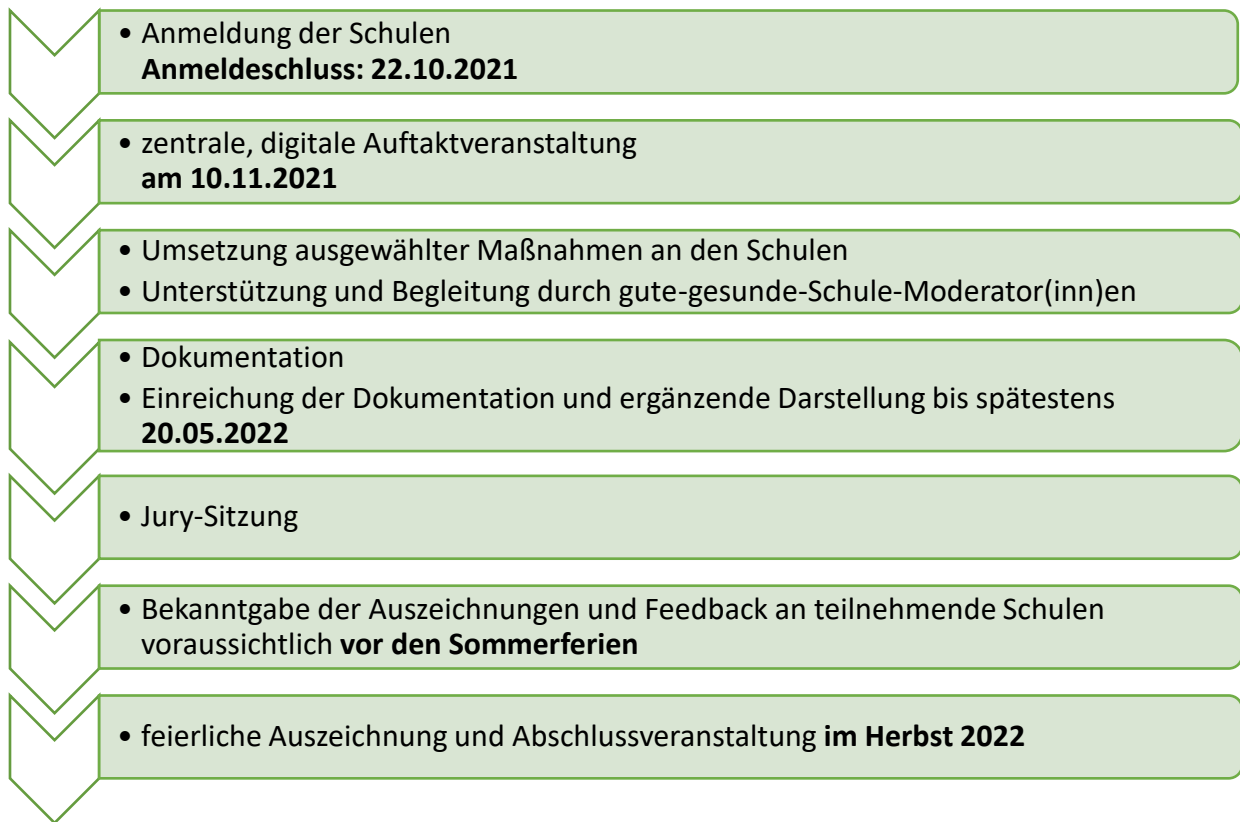 • Anmeldung der Schulen
Anmeldeschluss: 22.10.2021
• zentrale, digitale Auftaktveranstaltung
am 10.11.2021
• Umsetzung ausgewählter Maßnahmen an den Schulen
• Unterstützung und Begleitung durch gute-gesunde-Schule-Moderator(inn)en
• Dokumentation
• Einreichung der Dokumentation und ergänzende Darstellung bis spätestens
20.05.2022
• Jury-Sitzung
• Bekanntgabe der Auszeichnungen und Feedback an teilnehmende Schulen
voraussichtlich vor den Sommerferien
• feierliche Auszeichnung und Abschlussveranstaltung im Herbst 2022